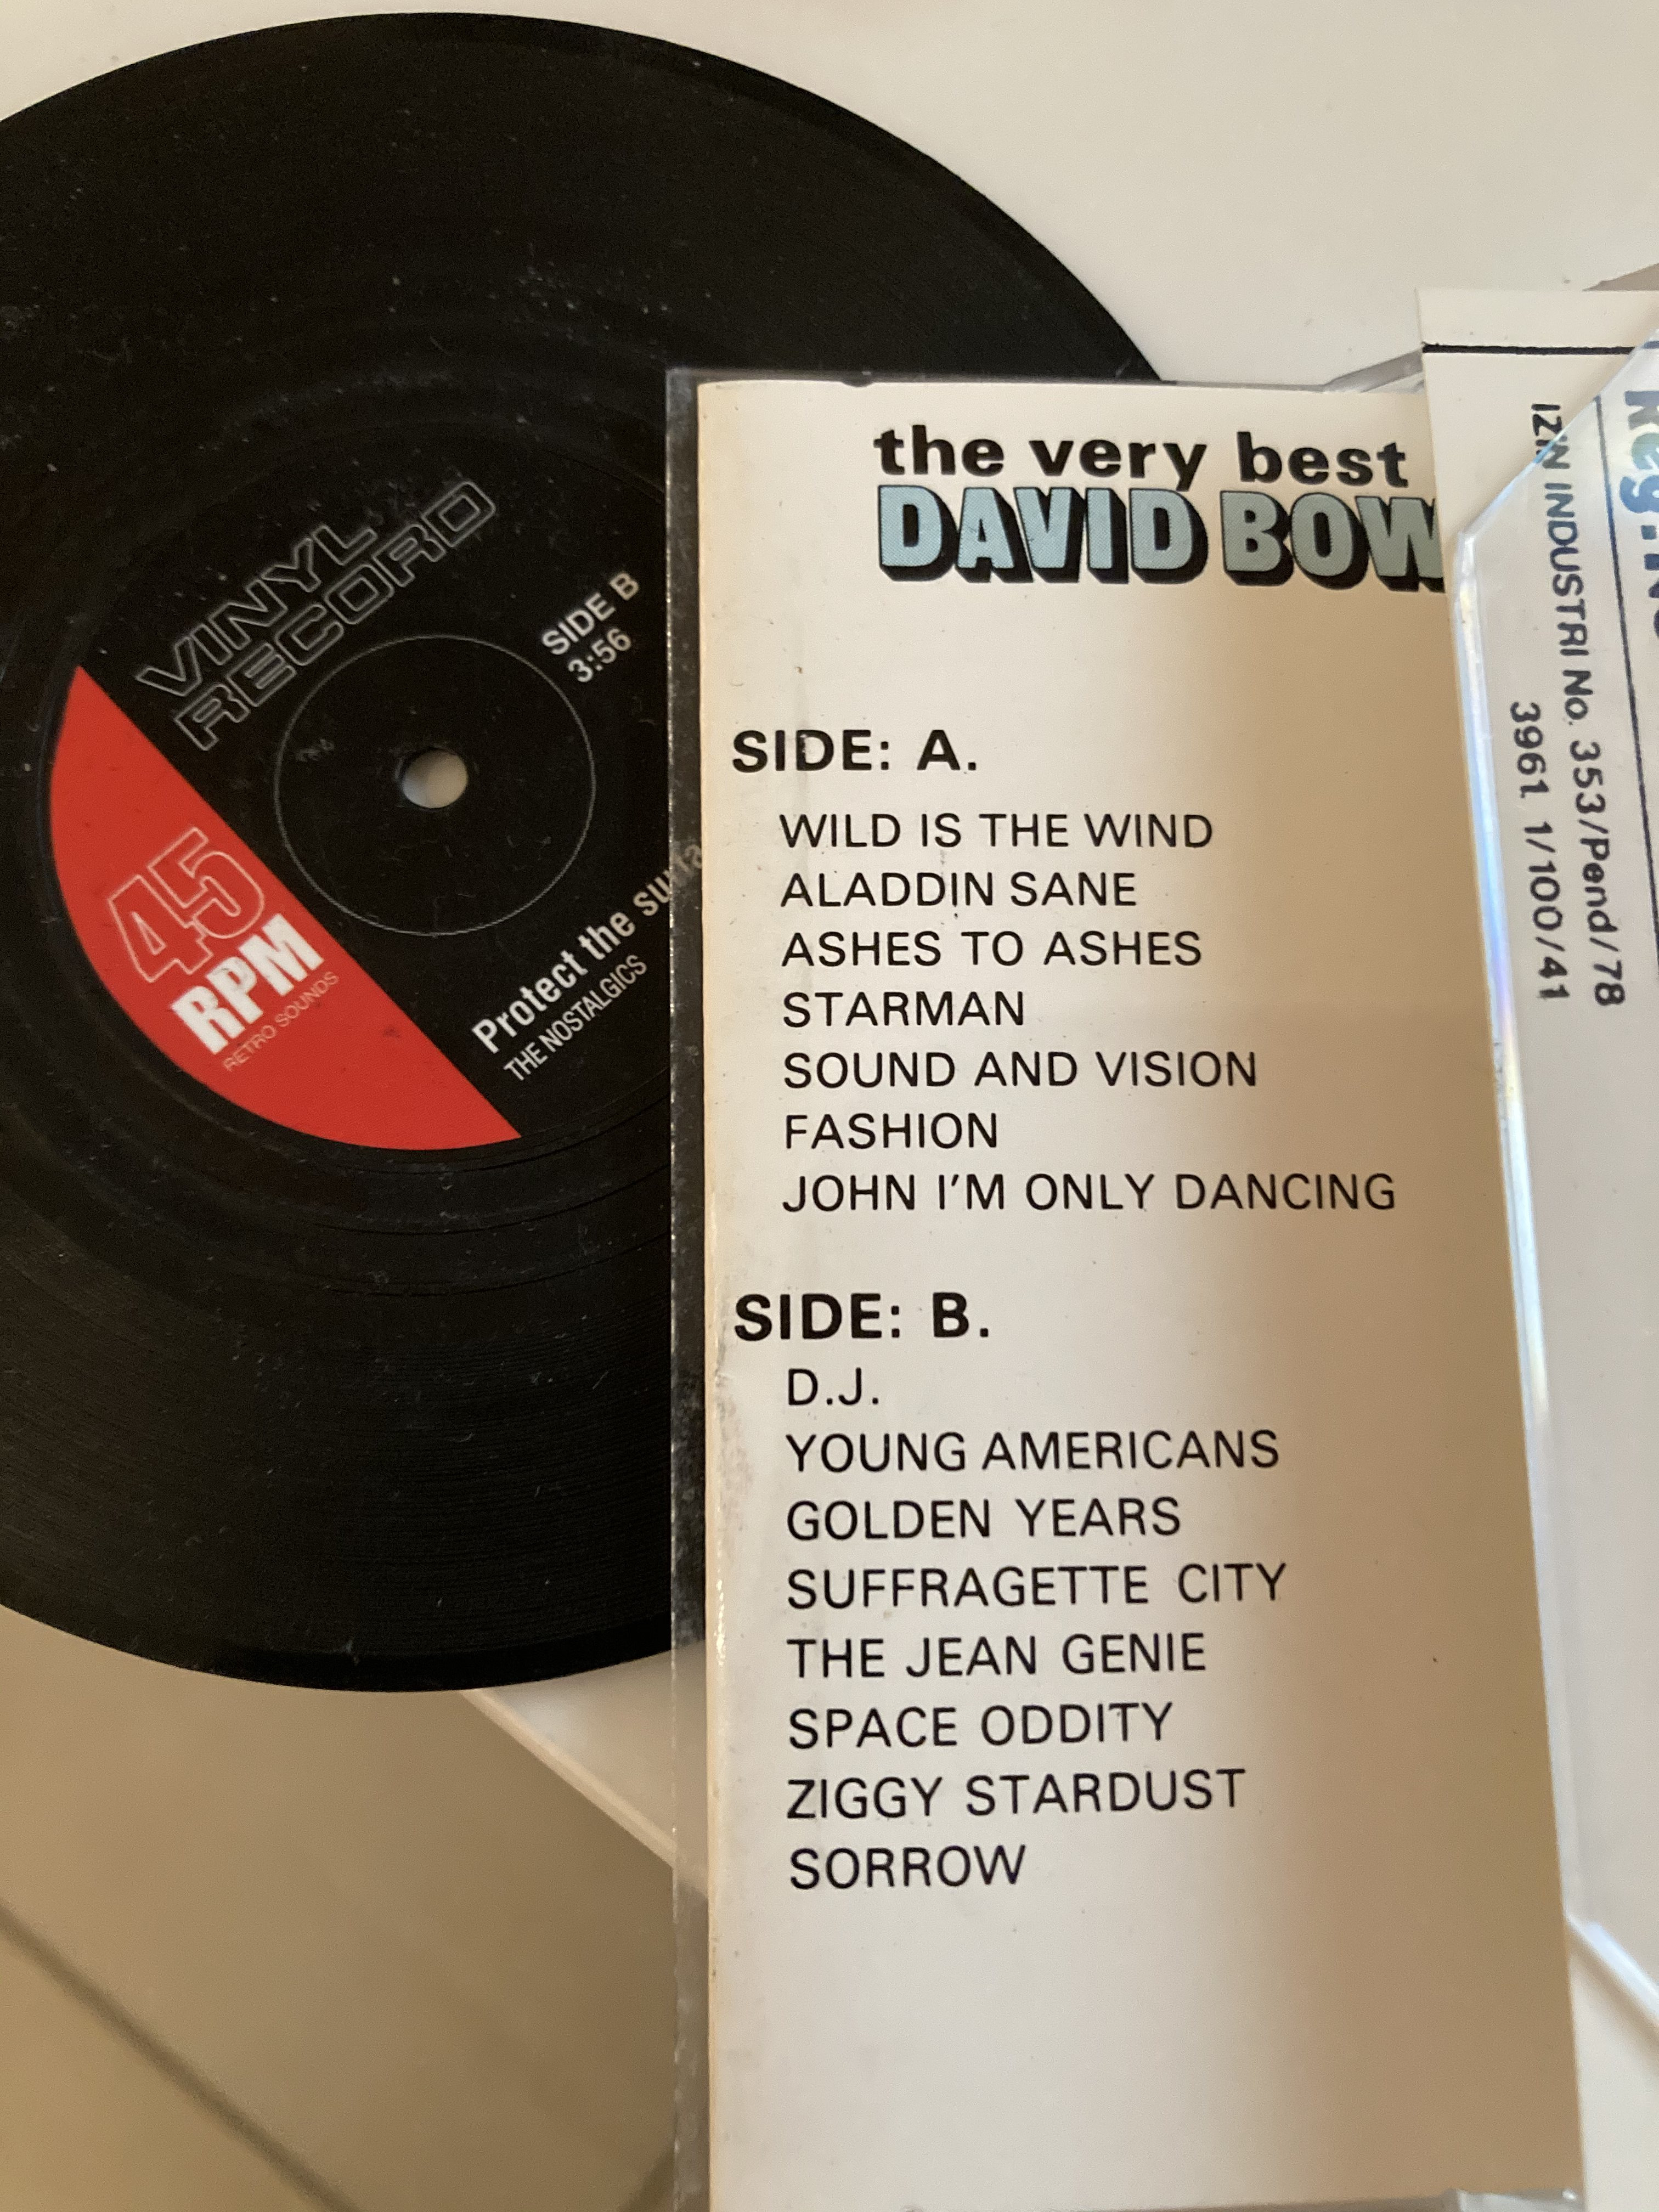 VINYL
RECORD
SIDE B
3:56
45
RPM
RETRO SOUNDS
Protect the surfa
THE NOSTALGICS
the very best
DAVID BOW
SIDE: A.
WILD IS THE WIND
ALADDIN SANE
ASHES TO ASHES
STARMAN
SOUND AND VISION
FASHION
JOHN I'M ONLY DANCING
SIDE: B.
D.J.
YOUNG AMERICANS
GOLDEN YEARS
SUFFRAGETTE CITY
THE JEAN GENIE
SPACE ODDITY
ZIGGY STARDUST
SORROW
IZIN INDUSTRI No. 353/Pend/78
3961 1/100/41